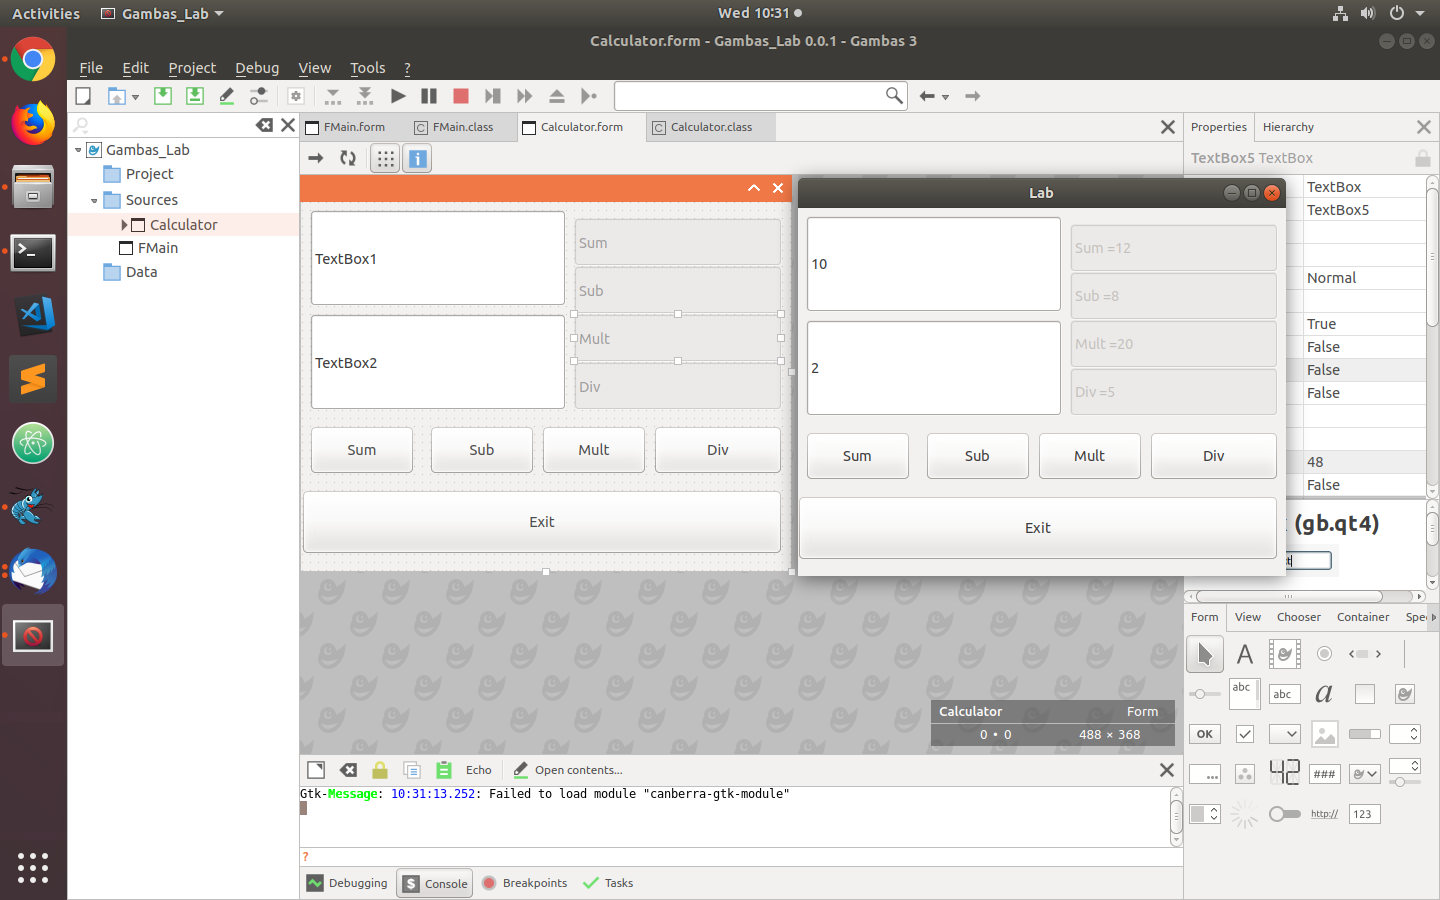 Activities Gambas_Lab Wed 10:31
Calculator.form - Gambas_Lab 0.0.1 - Gambas 3
File Edit Project Debug View Tools ?
Gambas_Lab
Project
Sources
Calculator
FMain
Data
FMain.form FMain.class Calculator.form Calculator.class
TextBox1
TextBox2
Sum
Sub
Mult
Div
Sum Sub Mult Div
Exit
Lab
10
2
Sum =12
Sub =8
Mult =20
Div =5
Sum Sub Mult Div
Exit
Calculator Form
0 • 0 488 × 368
Echo Open contents...
Gtk-Message: 10:31:13.252: Failed to load module "canberra-gtk-module"
?
Debugging Console Breakpoints Tasks
Properties Hierarchy
TextBox5 TextBox
TextBox
TextBox5
Normal
True
False
False
False
48
False
(gb.qt4)
Form View Chooser Container Spec
A
abc abc a
OK
... 42 ###
http:// 123